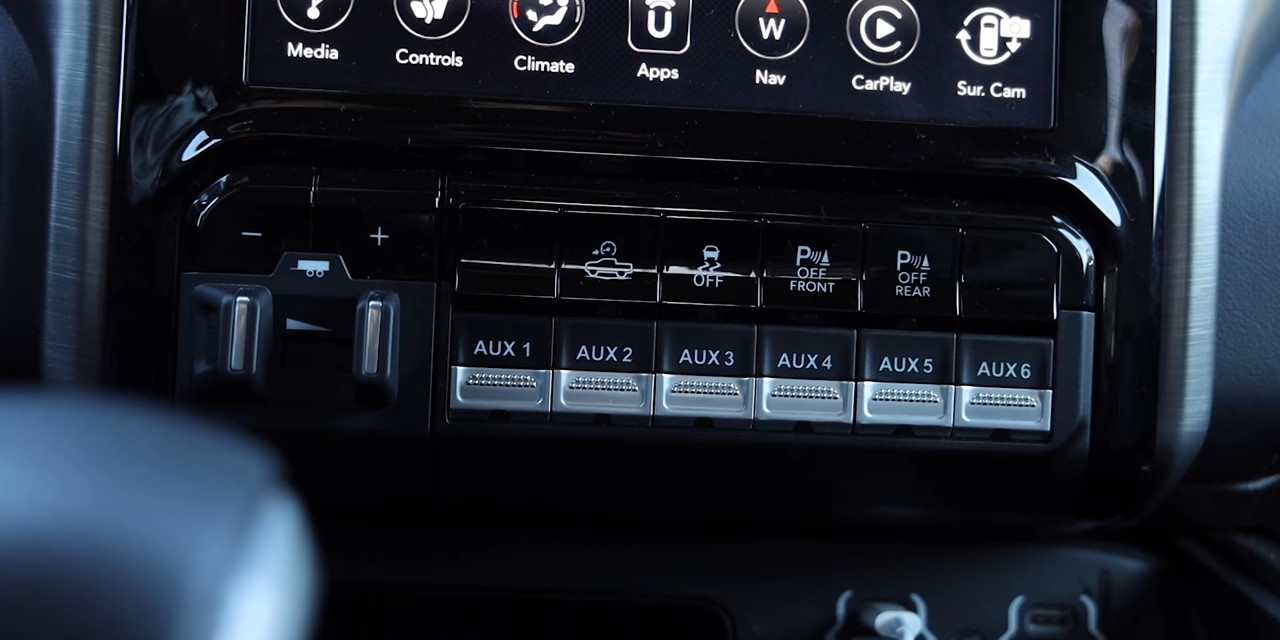 Media
Controls
Climate
Apps
W
Nav
CarPlay
Sur. Cam
− +
OFF
P OFF FRONT
P OFF REAR
AUX 1
AUX 2
AUX 3
AUX 4
AUX 5
AUX 6